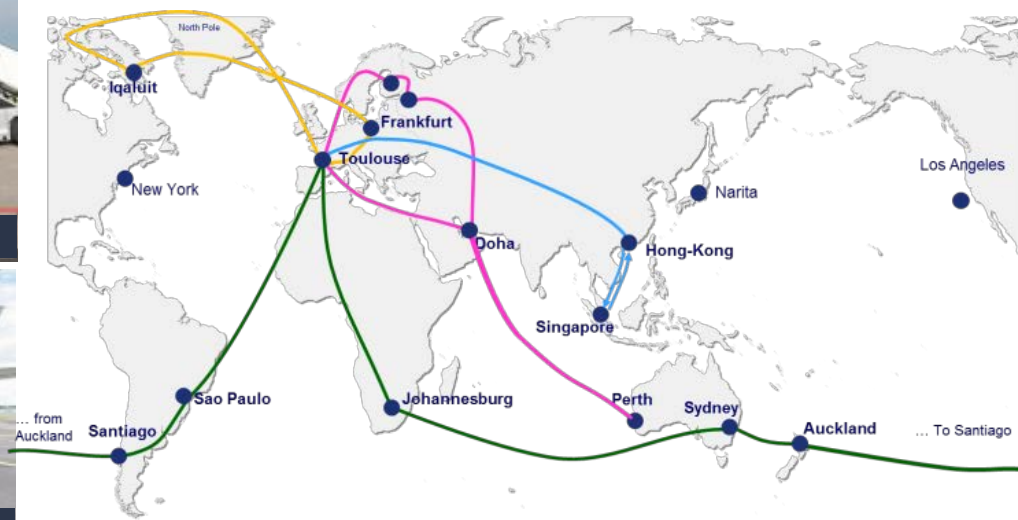 North Pole
Iqaluit
Frankfurt
Toulouse
New York
Los Angeles
Narita
Doha
Hong-Kong
Singapore
Sao Paulo
Johannesburg
Perth
Sydney
... from
Auckland
Santiago
Auckland
... To Santiago